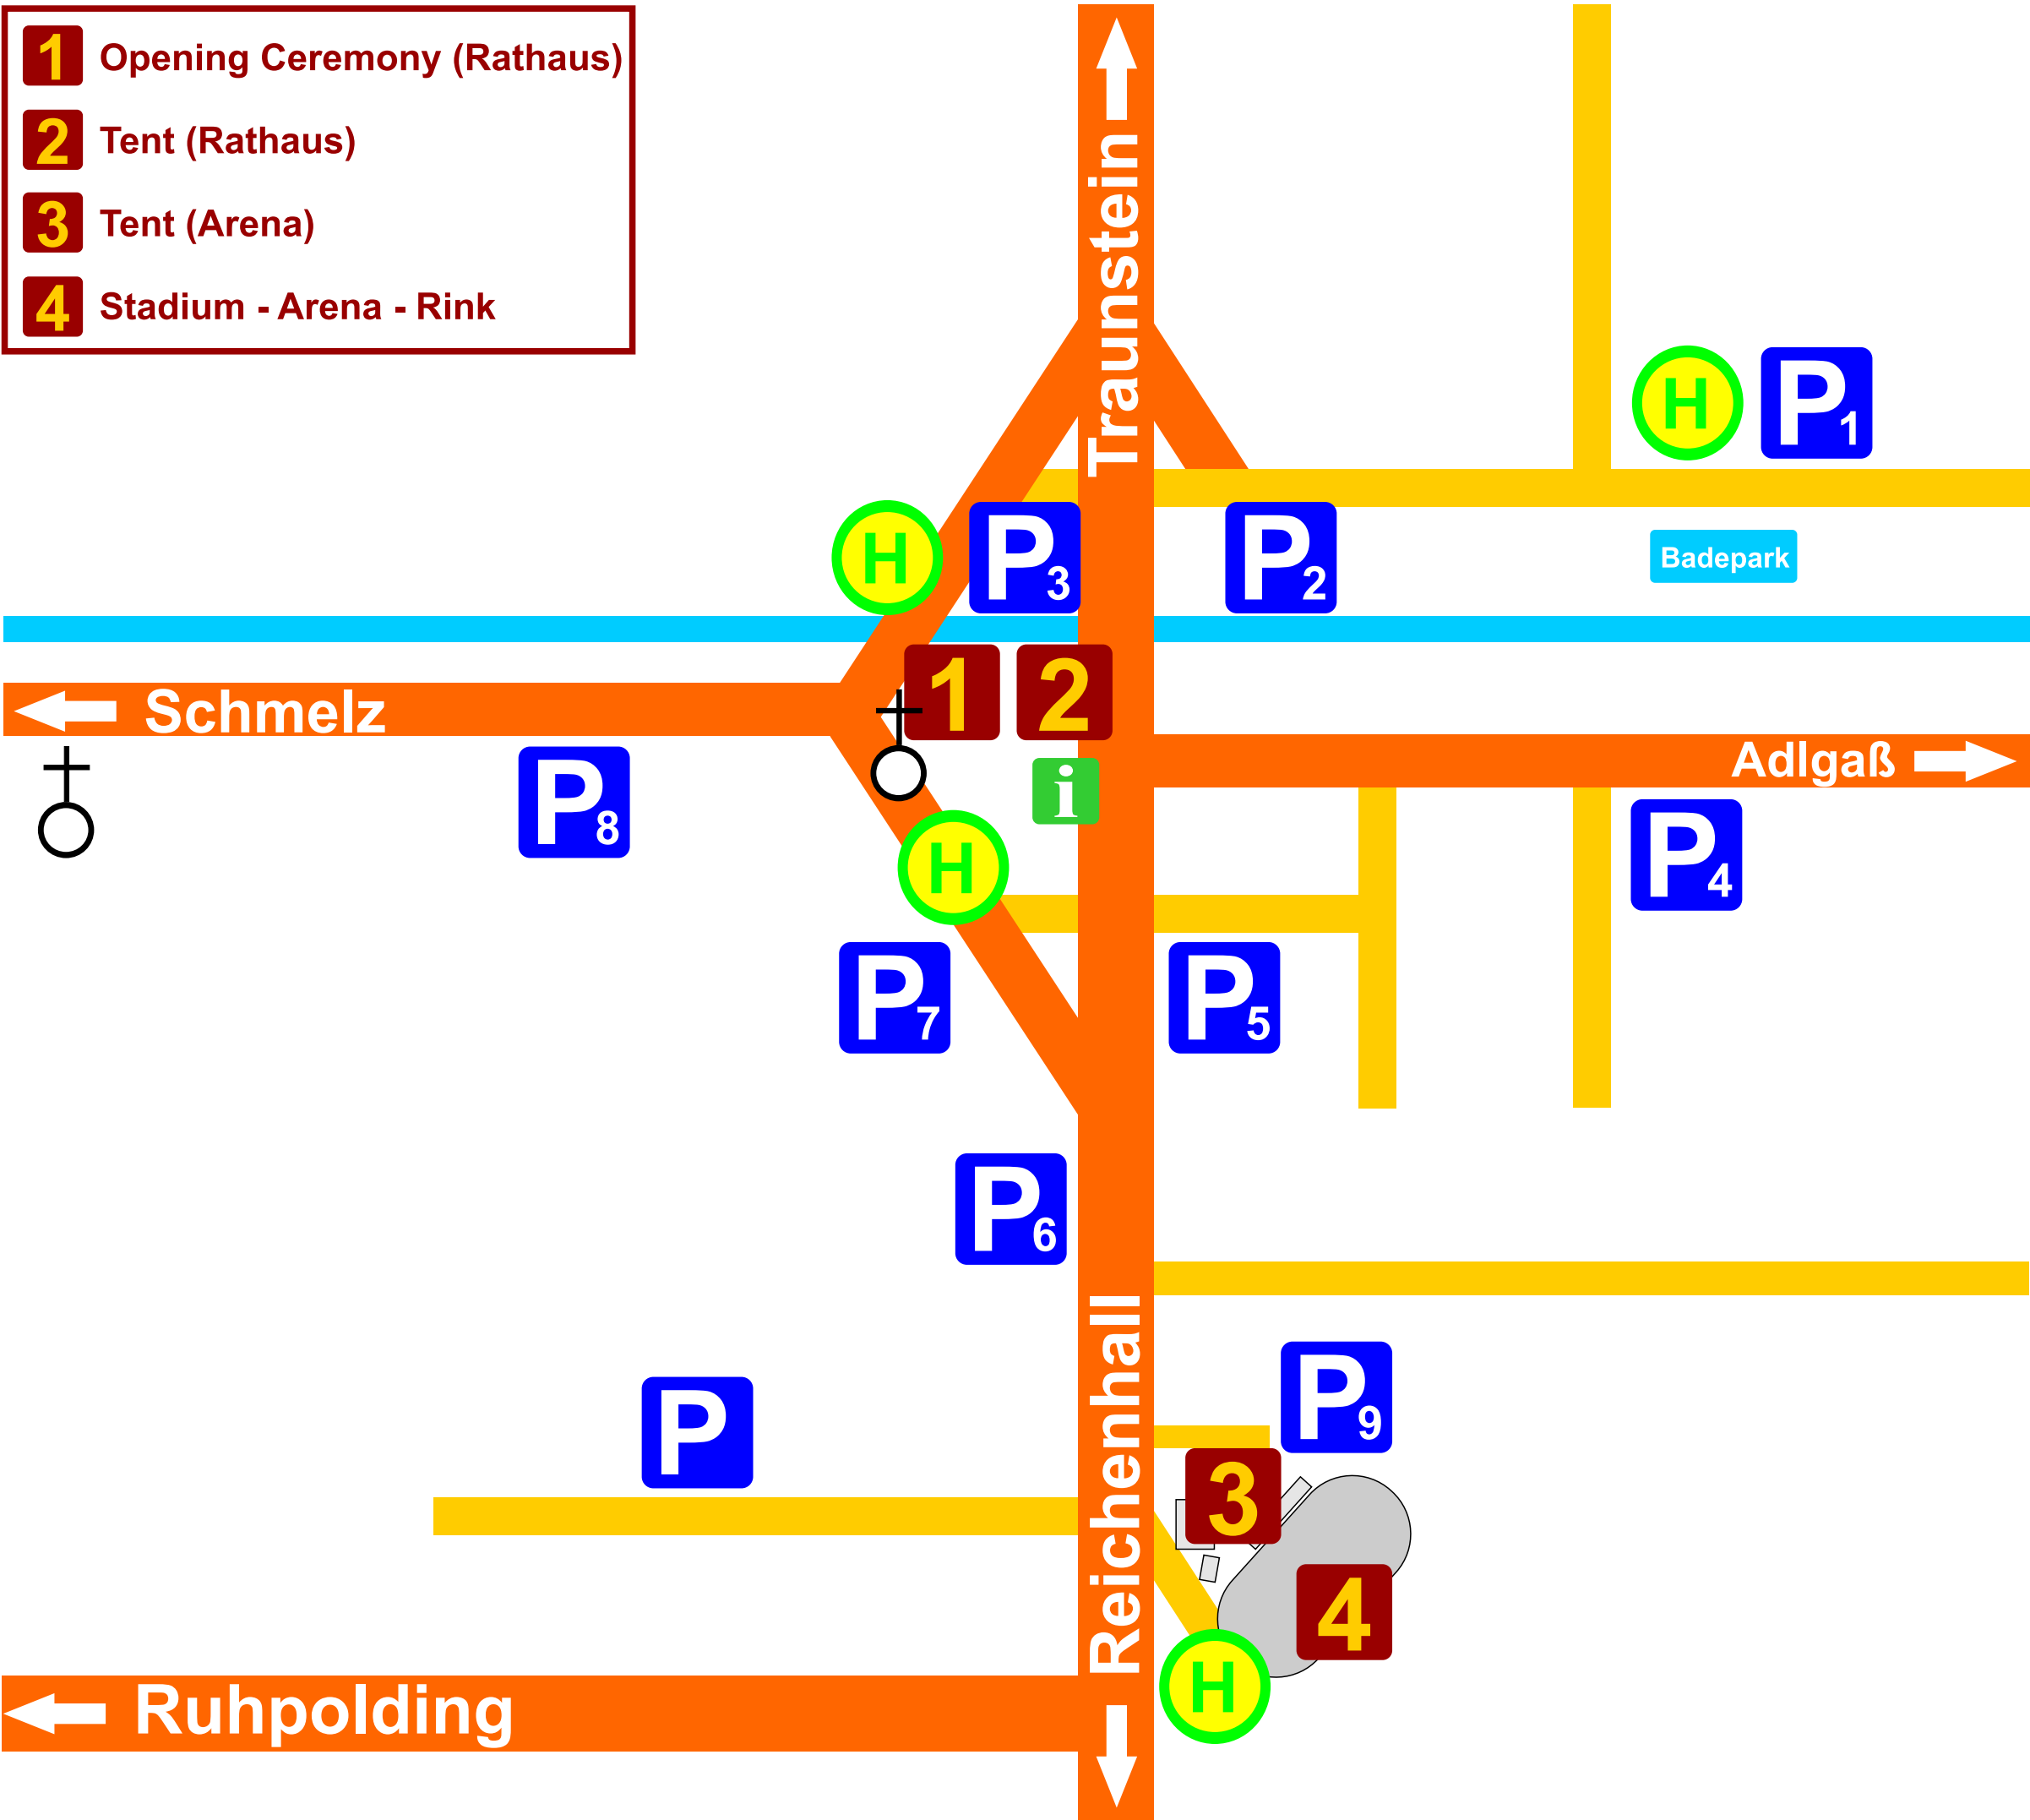 1 Opening Ceremony (Rathaus)
2 Tent (Rathaus)
3 Tent (Arena)
4 Stadium - Arena - Rink
Traunstein
H P1
H P3 P2
Badepark
1 2
Schmelz
Adlgaß
P8
i
P4
H
P7 P5
P6
Reichenhall
P9
P
3
4
H
Ruhpolding